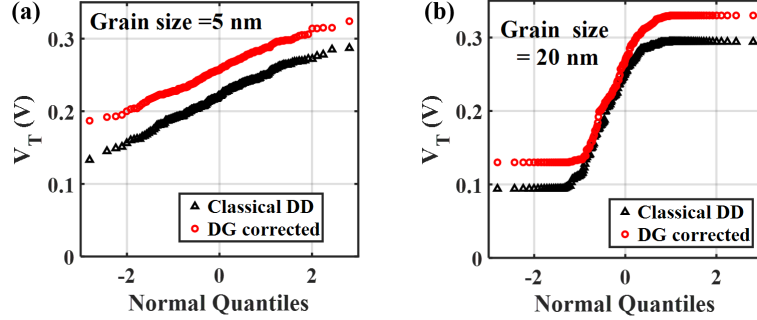 (a)
Grain size =5 nm
V_T (V)
0.3
0.2
0.1
0
Classical DD
DG corrected
-2
0
2
Normal Quantiles
(b)
Grain size
= 20 nm
V_T (V)
0.3
0.2
0.1
0
Classical DD
DG corrected
-2
0
2
Normal Quantiles